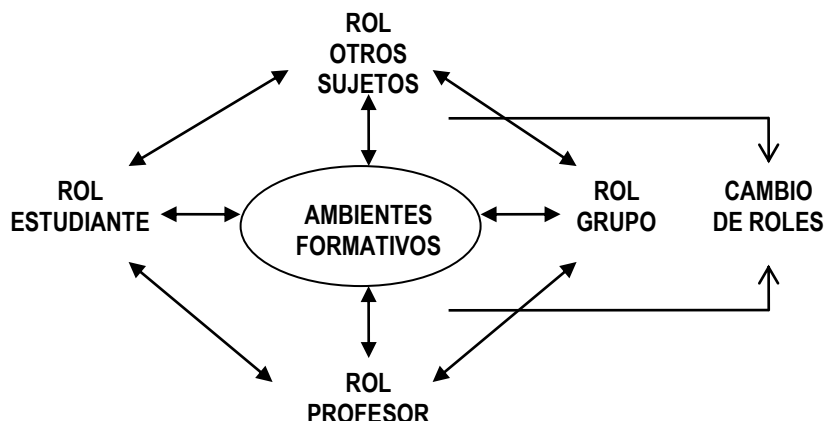 ROL
OTROS
SUJETOS
ROL
ESTUDIANTE
AMBIENTES
FORMATIVOS
ROL
GRUPO
CAMBIO
DE ROLES
ROL
PROFESOR